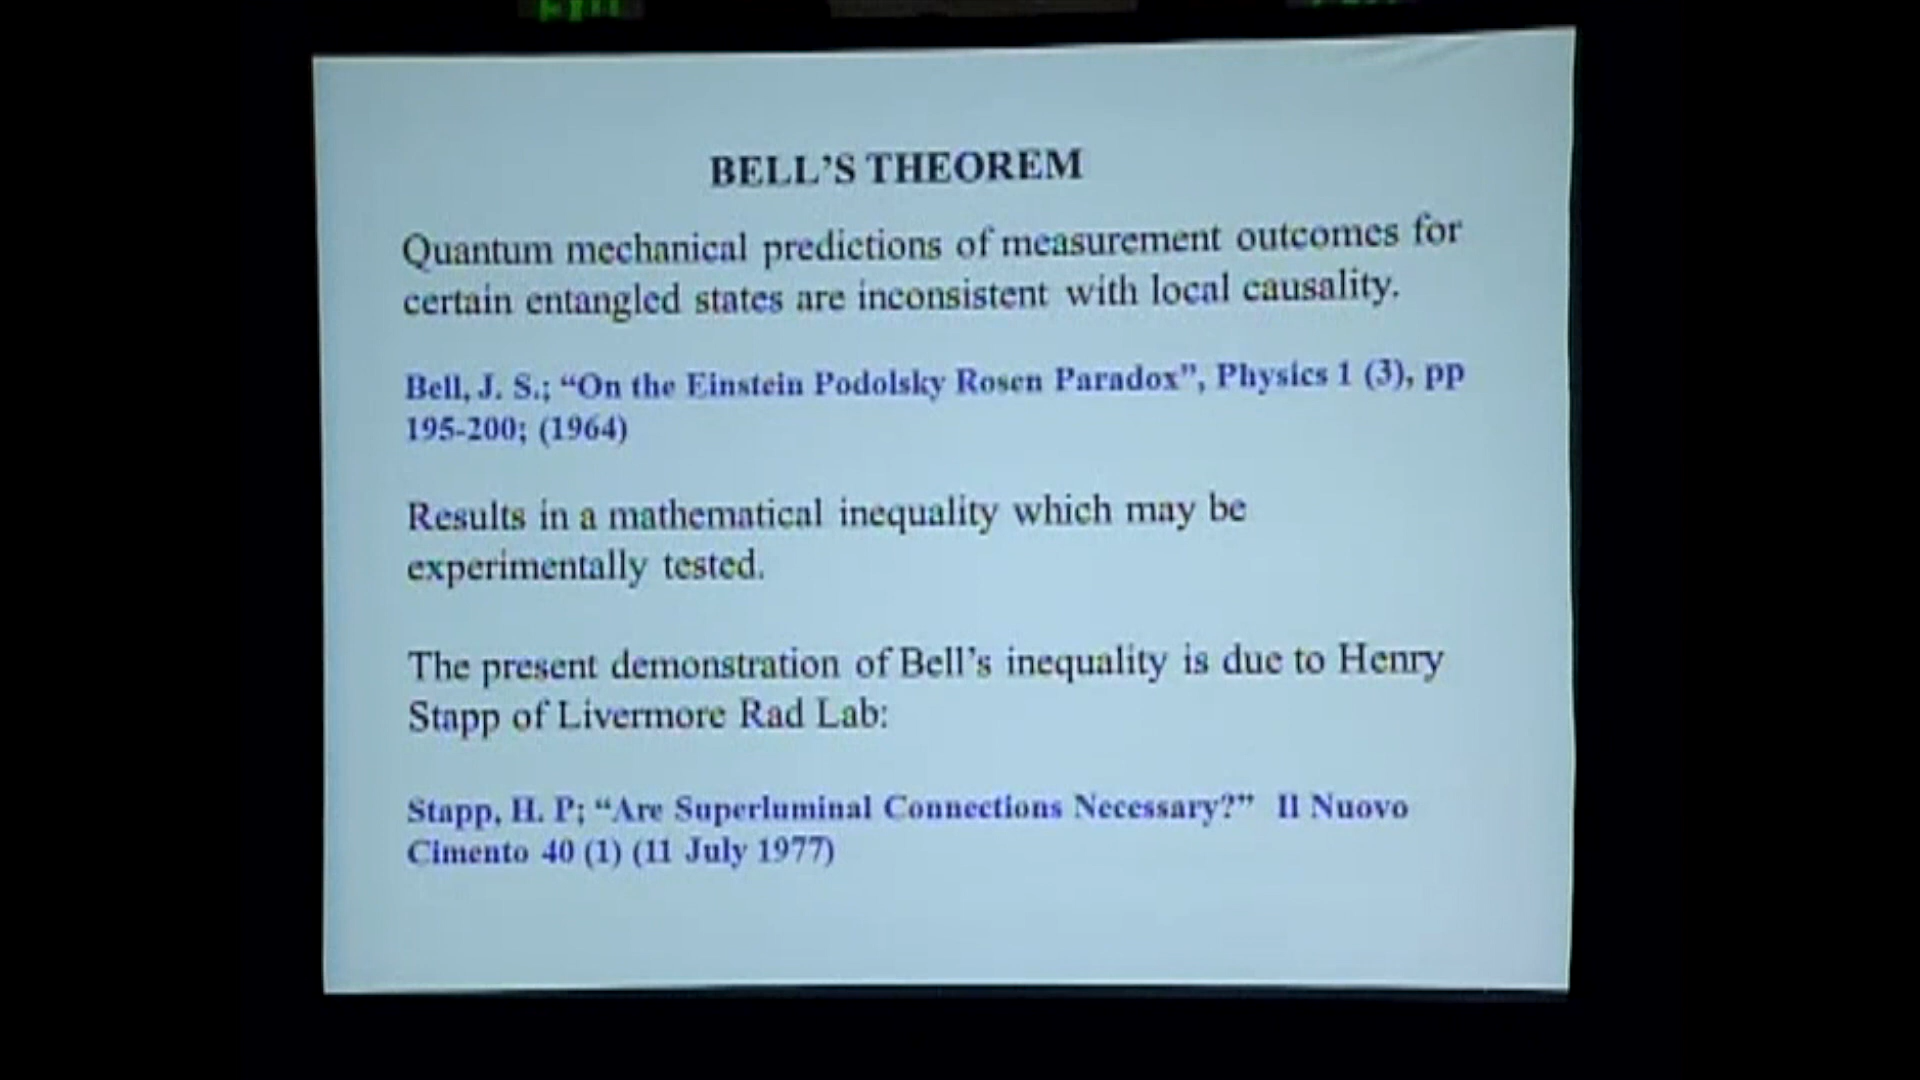 BELL'S THEOREM
Quantum mechanical predictions of measurement outcomes for
certain entangled states are inconsistent with local causality.
Bell, J. S.; “On the Einstein Podolsky Rosen Paradox”, Physics 1 (3), pp
195-200; (1964)
Results in a mathematical inequality which may be
experimentally tested.
The present demonstration of Bell's inequality is due to Henry
Stapp of Livermore Rad Lab:
Stapp, H. P; “Are Superluminal Connections Necessary?” Il Nuovo
Cimento 40 (1) (11 July 1977)